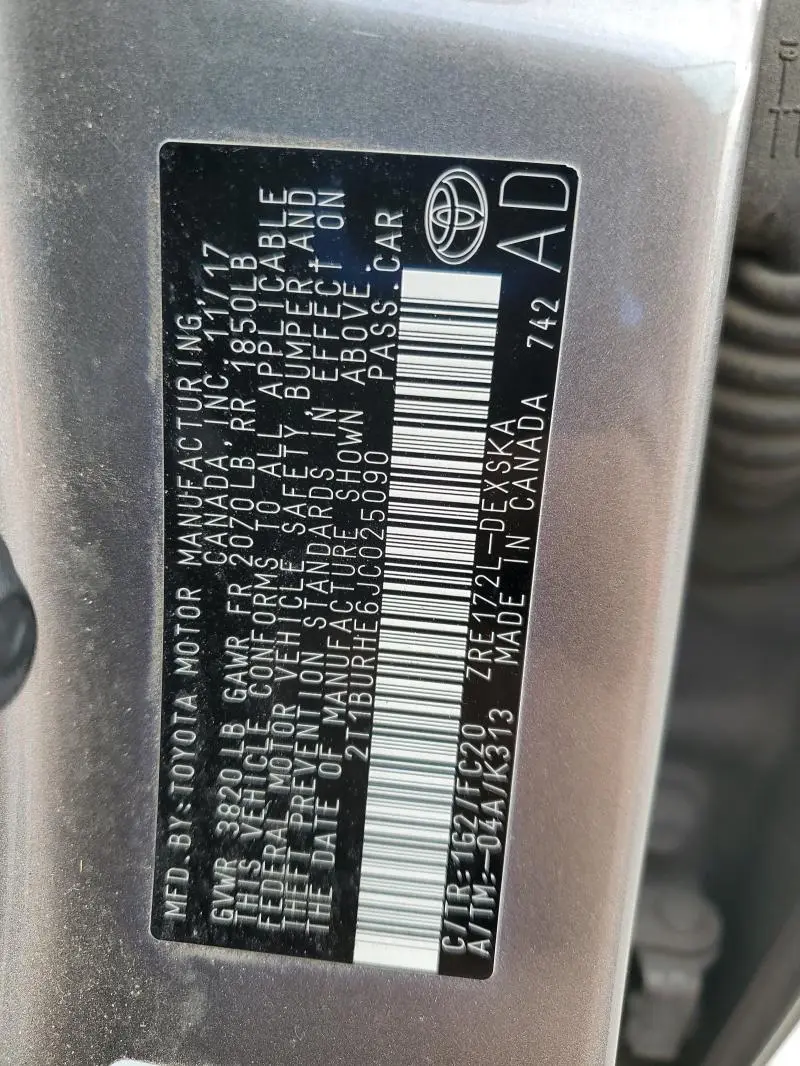 MFD.BY:TOYOTA MOTOR MANUFACTURING,
CANADA, INC. 11/17
GVWR 3820LB GAWR FR 2070LB, RR 1850LB
THIS VEHICLE CONFORMS TO ALL APPLICABLE
FEDERAL MOTOR VEHICLE SAFETY, BUMPER AND
THEFT PREVENTION STANDARDS IN EFFECT ON
THE DATE OF MANUFACTURE SHOWN ABOVE.
2T1BURHE6JC025090 PASS.CAR
C/TR:1G2/FC20 ZRE172L-DEXSKA
A/TM:-04A/K313 MADE IN CANADA 742 AD